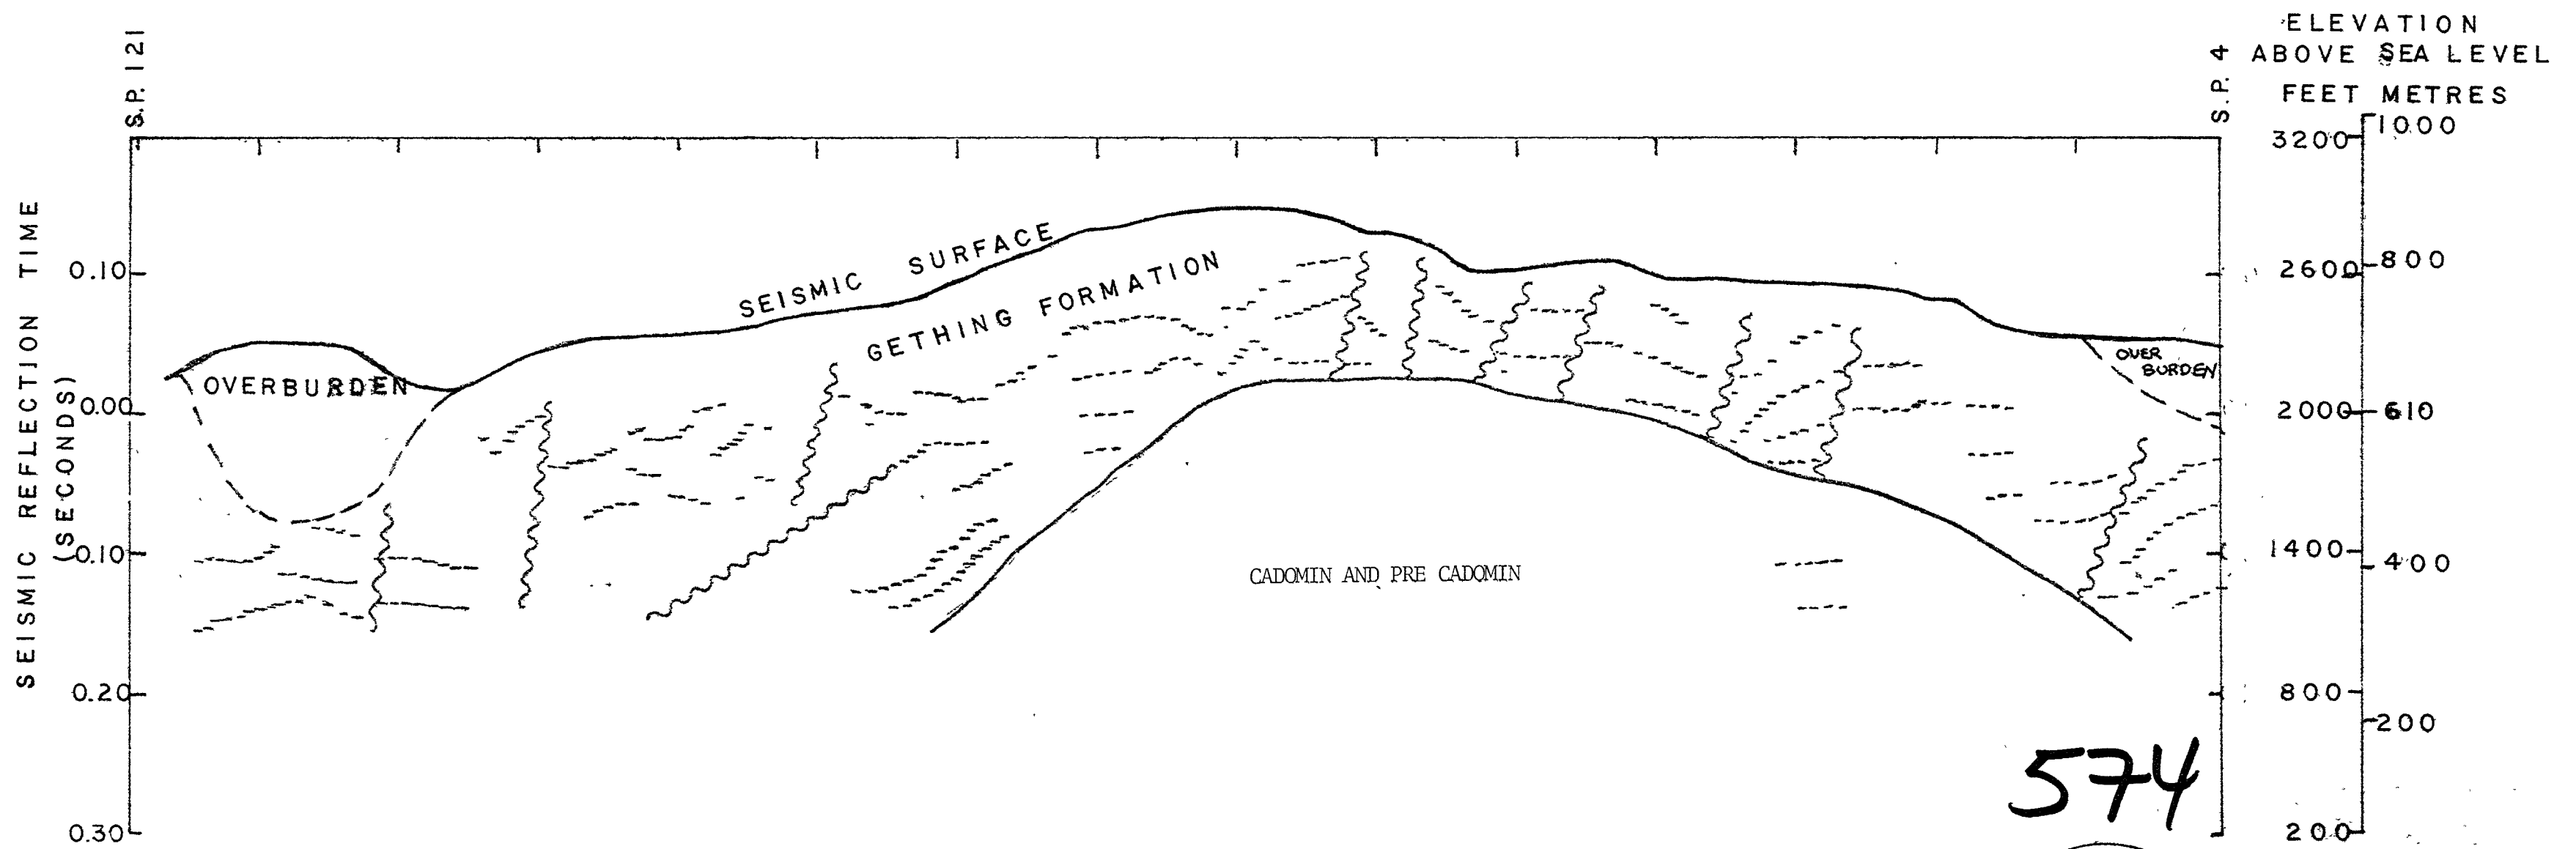 S.P. 121
S.P. 4
ELEVATION
ABOVE SEA LEVEL
FEET METRES
3200
1000
2600
800
2000
610
1400
400
800
200
200
SEISMIC REFLECTION TIME
(SECONDS)
0.10
0.00
-0.10
0.20
0.30
SEISMIC SURFACE
GETHING FORMATION
OVERBURDEN
OVER
BURDEN
CADOMIN AND PRE CADOMIN
574